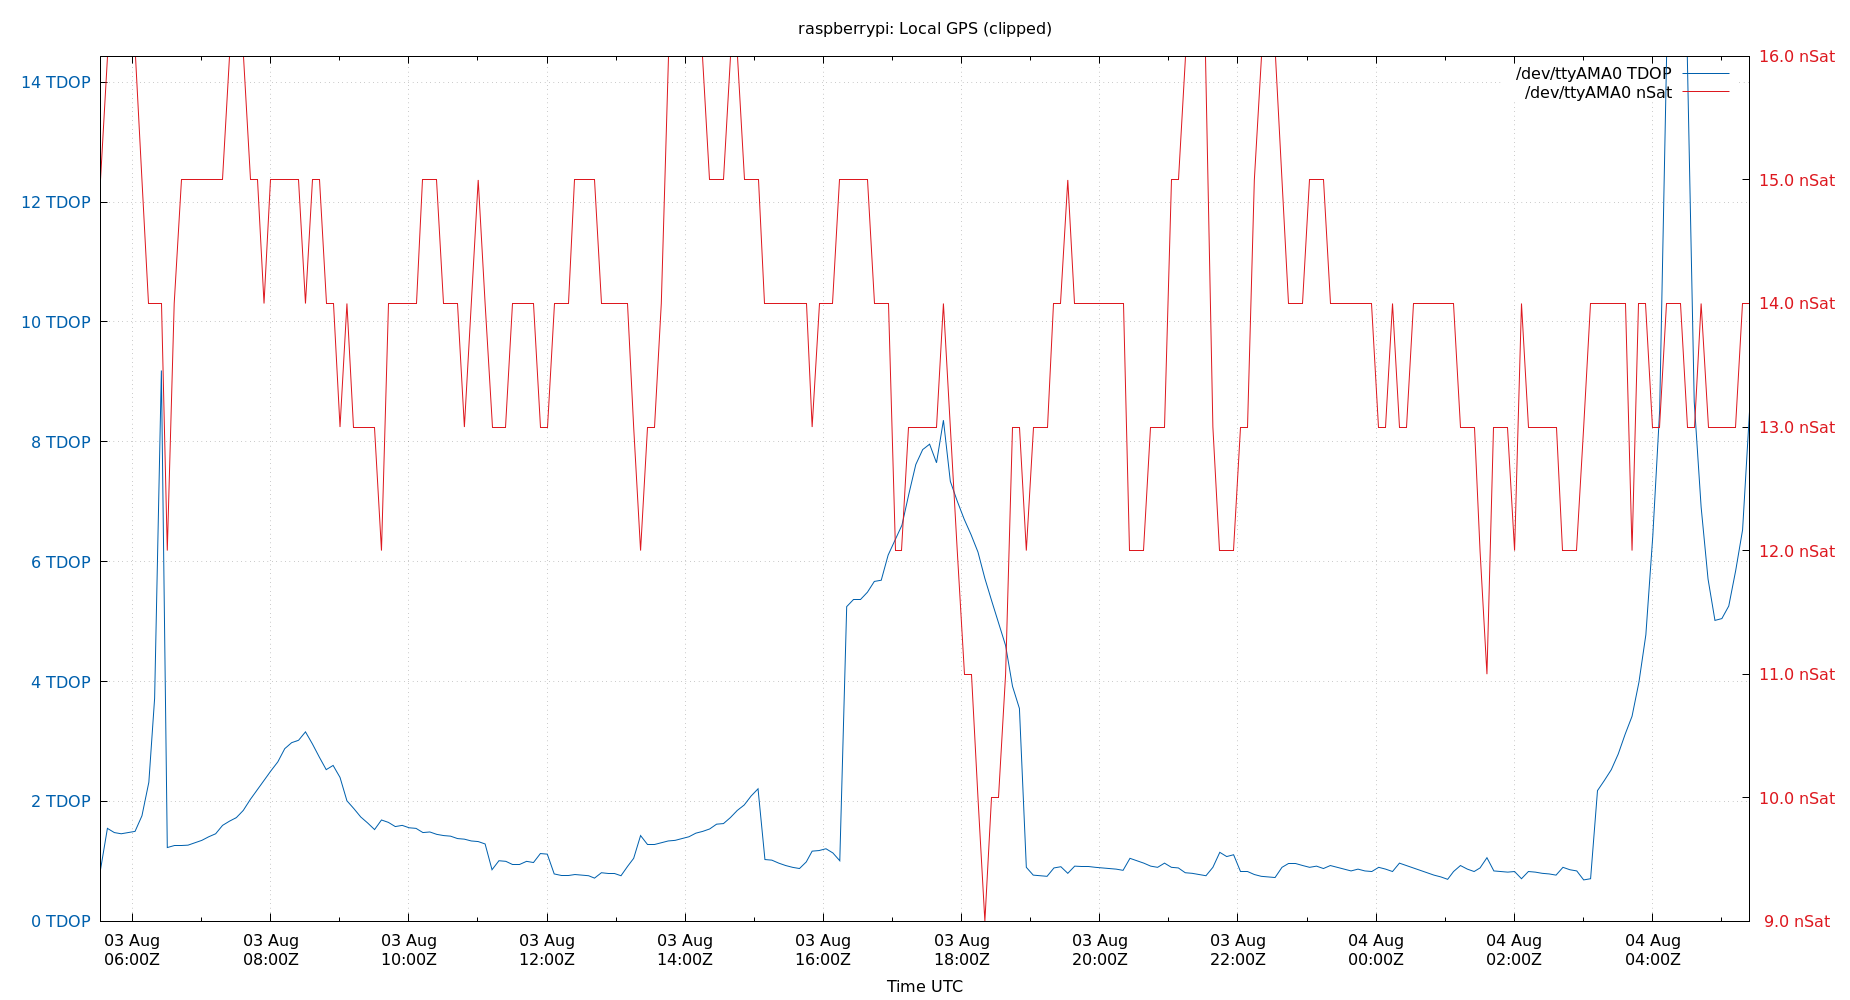 raspberrypi: Local GPS (clipped)
/dev/ttyAMA0 TDOP
/dev/ttyAMA0 nSat
14 TDOP
12 TDOP
10 TDOP
8 TDOP
6 TDOP
4 TDOP
2 TDOP
0 TDOP
16.0 nSat
15.0 nSat
14.0 nSat
13.0 nSat
12.0 nSat
11.0 nSat
10.0 nSat
9.0 nSat
03 Aug 03 Aug 03 Aug 03 Aug 03 Aug 03 Aug 03 Aug 03 Aug 03 Aug 04 Aug 04 Aug 04 Aug
06:00Z 08:00Z 10:00Z 12:00Z 14:00Z 16:00Z 18:00Z 20:00Z 22:00Z 00:00Z 02:00Z 04:00Z
Time UTC